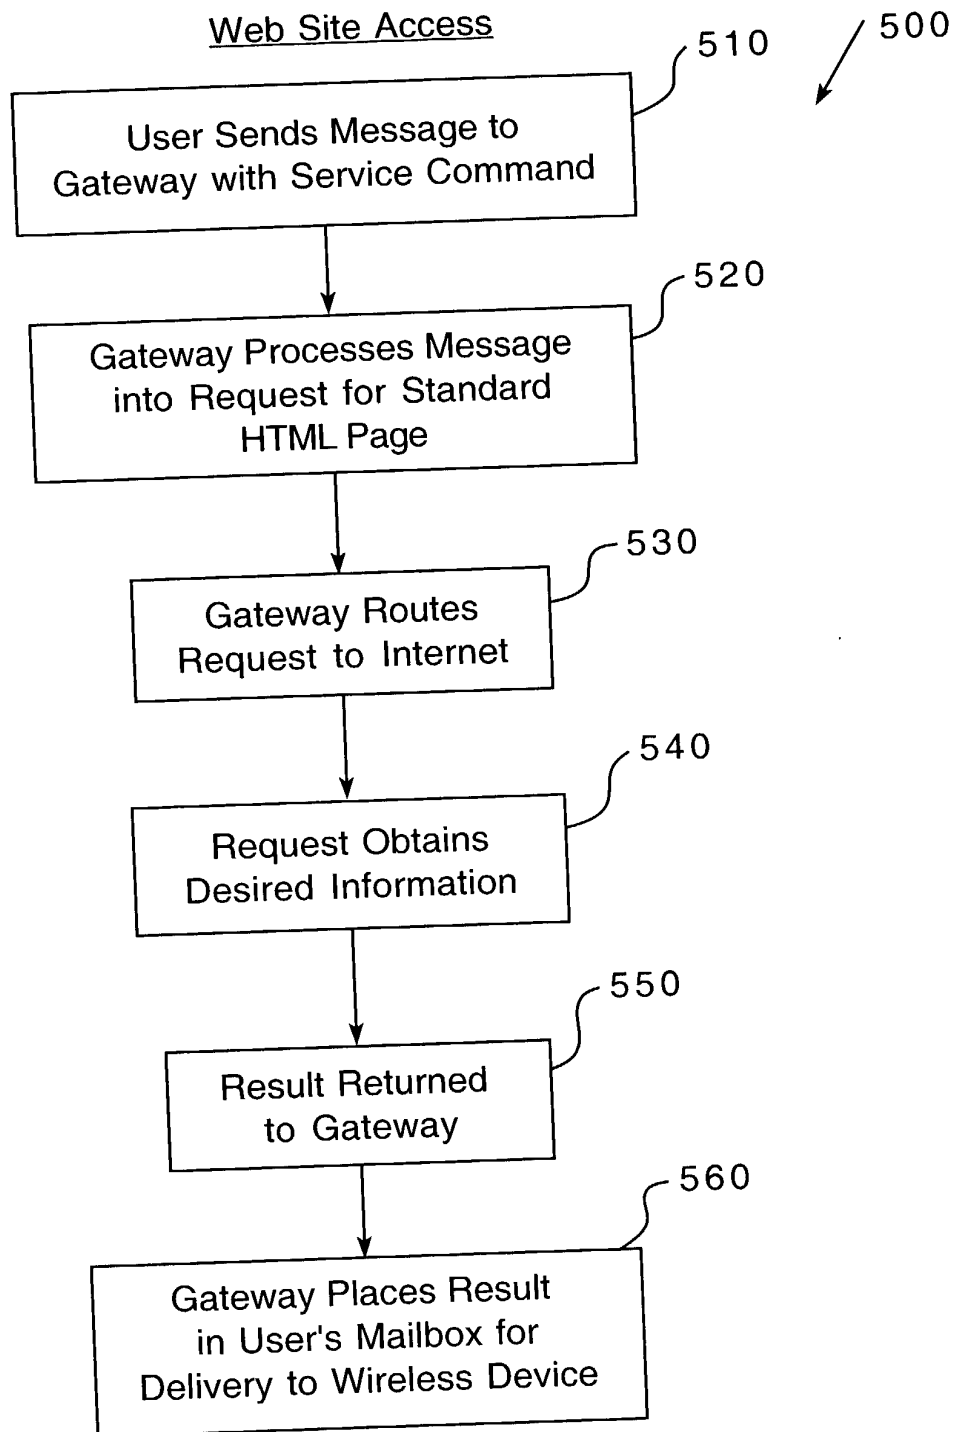 Web Site Access
500
510
User Sends Message to
Gateway with Service Command
520
Gateway Processes Message
into Request for Standard
HTML Page
530
Gateway Routes
Request to Internet
540
Request Obtains
Desired Information
550
Result Returned
to Gateway
560
Gateway Places Result
in User's Mailbox for
Delivery to Wireless Device